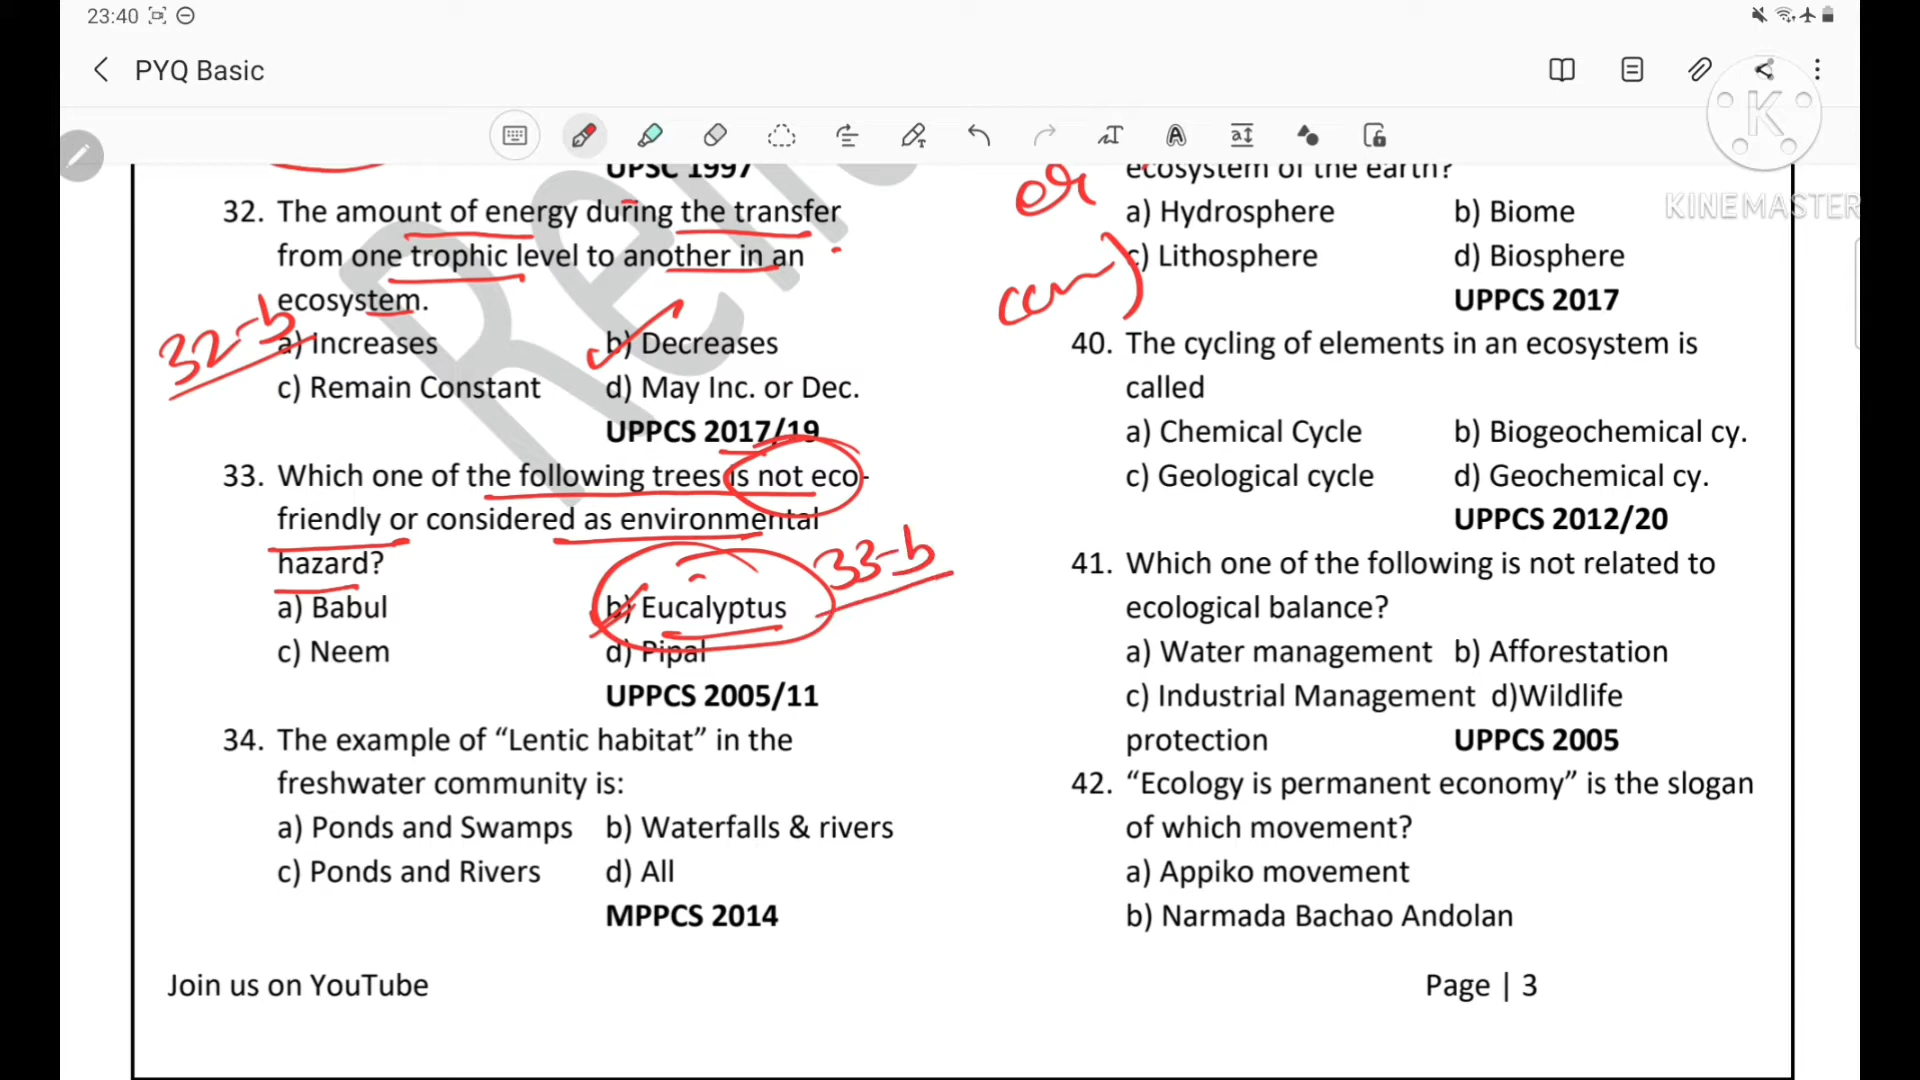 23:40
PYQ Basic
KINEMASTER
UPSC 1997
32. The amount of energy during the transfer
from one trophic level to another in an
ecosystem.
32-b
a) Increases b) Decreases
c) Remain Constant d) May Inc. or Dec.
UPPCS 2017/19
33. Which one of the following trees is not eco-
friendly or considered as environmental
hazard?
33-b
a) Babul b) Eucalyptus
c) Neem d) Pipal
UPPCS 2005/11
34. The example of “Lentic habitat” in the
freshwater community is:
a) Ponds and Swamps b) Waterfalls & rivers
c) Ponds and Rivers d) All
MPPCS 2014
ecosystem of the earth?
a) Hydrosphere b) Biome
c) Lithosphere d) Biosphere
UPPCS 2017
40. The cycling of elements in an ecosystem is
called
a) Chemical Cycle b) Biogeochemical cy.
c) Geological cycle d) Geochemical cy.
UPPCS 2012/20
41. Which one of the following is not related to
ecological balance?
a) Water management b) Afforestation
c) Industrial Management d)Wildlife
protection UPPCS 2005
42. “Ecology is permanent economy” is the slogan
of which movement?
a) Appiko movement
b) Narmada Bachao Andolan
Join us on YouTube Page | 3